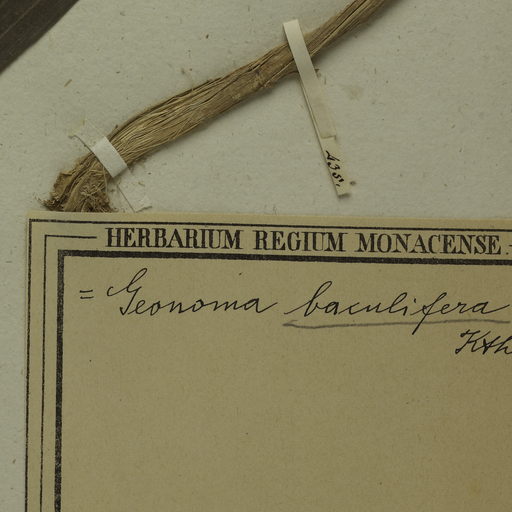 HERBARIUM REGIUM MONACENSE.
= Geonoma baculifera
Kth